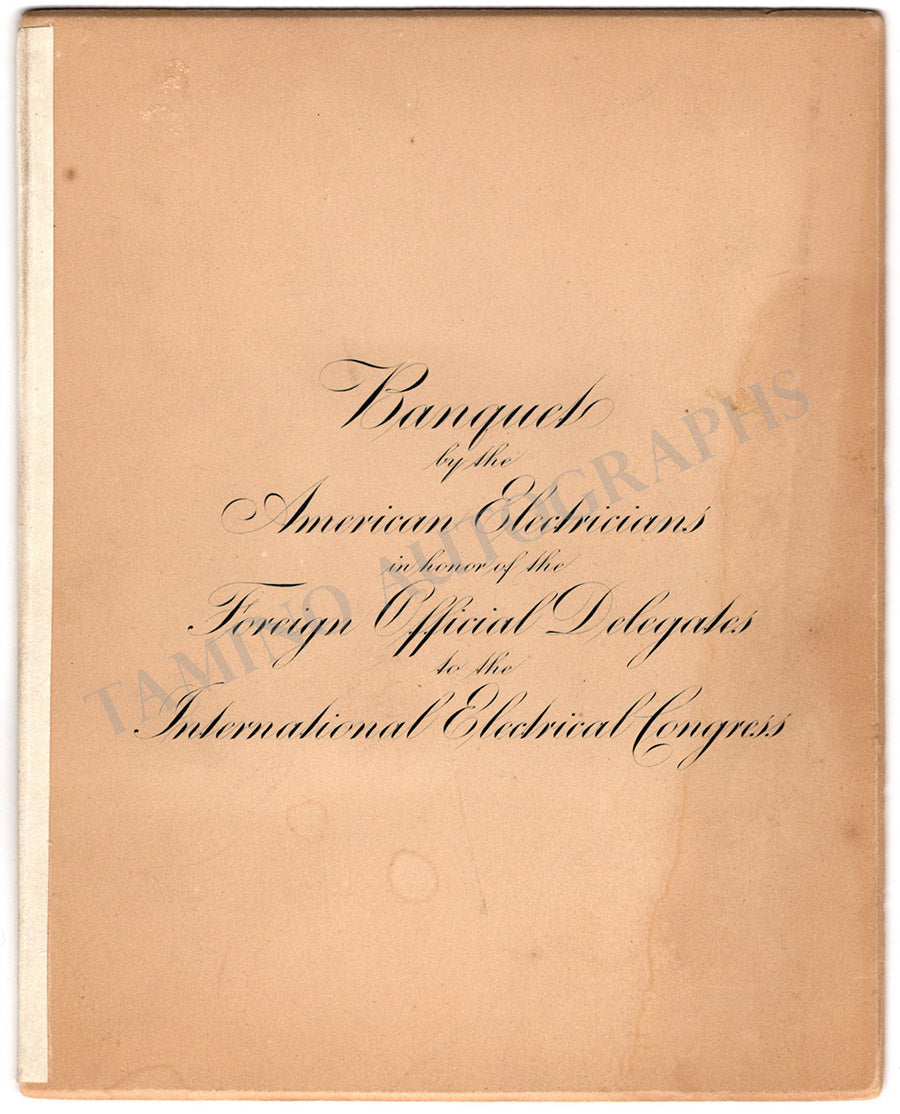 Banquet
by the
American Electricians
in honor of the
Foreign Official Delegates
to the
International Electrical Congress
TAMINO AUTOGRAPHS